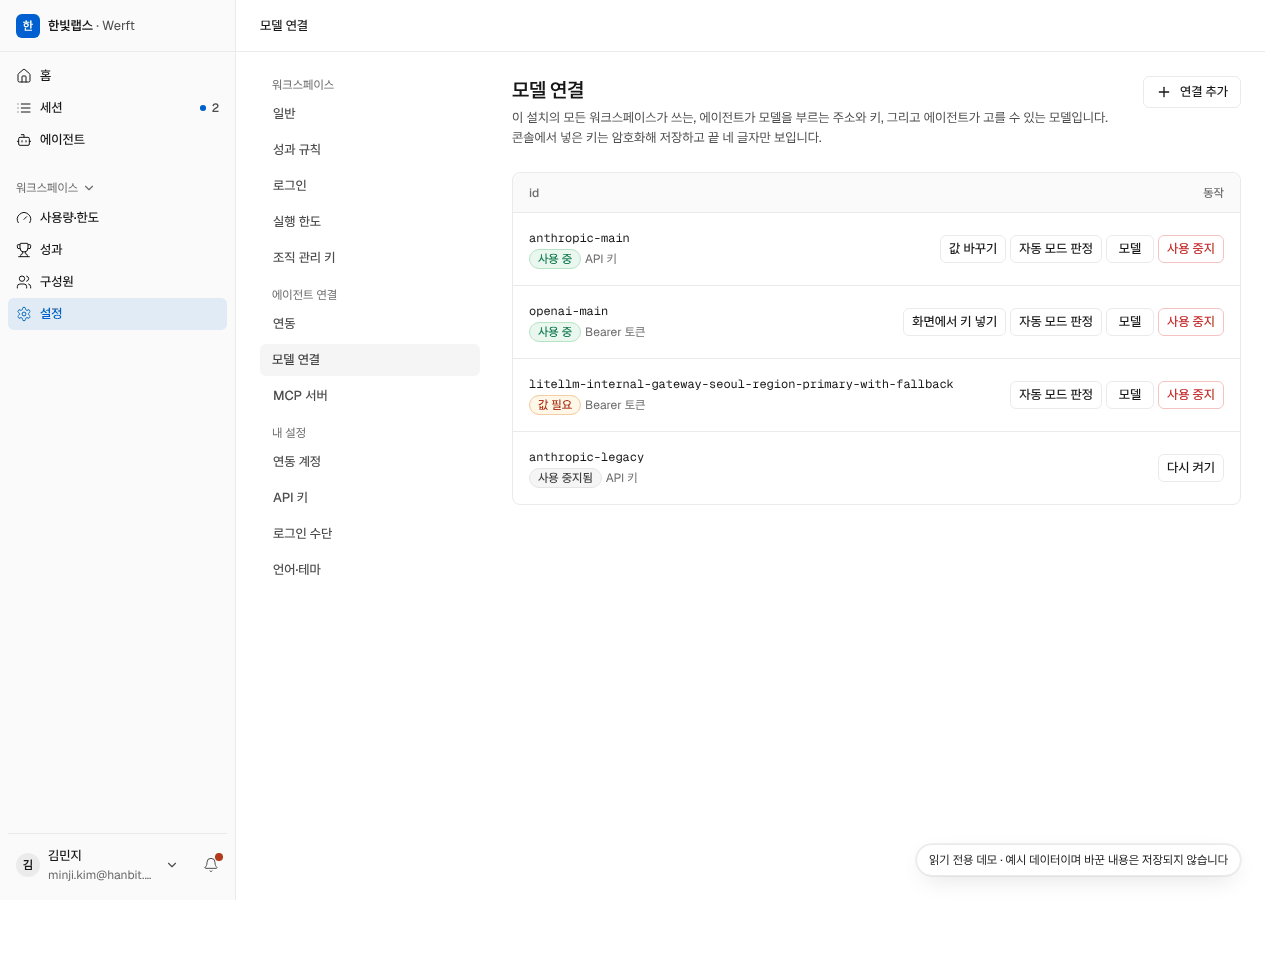 한 한빛랩스 · Werft
모델 연결
홈
세션 2
에이전트
워크스페이스
사용량·한도
성과
구성원
설정
김
김민지
minji.kim@hanbit....
워크스페이스
일반
성과 규칙
로그인
실행 한도
조직 관리 키
에이전트 연결
연동
모델 연결
MCP 서버
내 설정
연동 계정
API 키
로그인 수단
언어·테마
모델 연결
연결 추가
이 설치의 모든 워크스페이스가 쓰는, 에이전트가 모델을 부르는 주소와 키, 그리고 에이전트가 고를 수 있는 모델입니다.
콘솔에서 넣은 키는 암호화해 저장하고 끝 네 글자만 보입니다.
id 동작
anthropic-main
사용 중 API 키
값 바꾸기 자동 모드 판정 모델 사용 중지
openai-main
사용 중 Bearer 토큰
화면에서 키 넣기 자동 모드 판정 모델 사용 중지
litellm-internal-gateway-seoul-region-primary-with-fallback
값 필요 Bearer 토큰
자동 모드 판정 모델 사용 중지
anthropic-legacy
사용 중지됨 API 키
다시 켜기
읽기 전용 데모 · 예시 데이터이며 바꾼 내용은 저장되지 않습니다